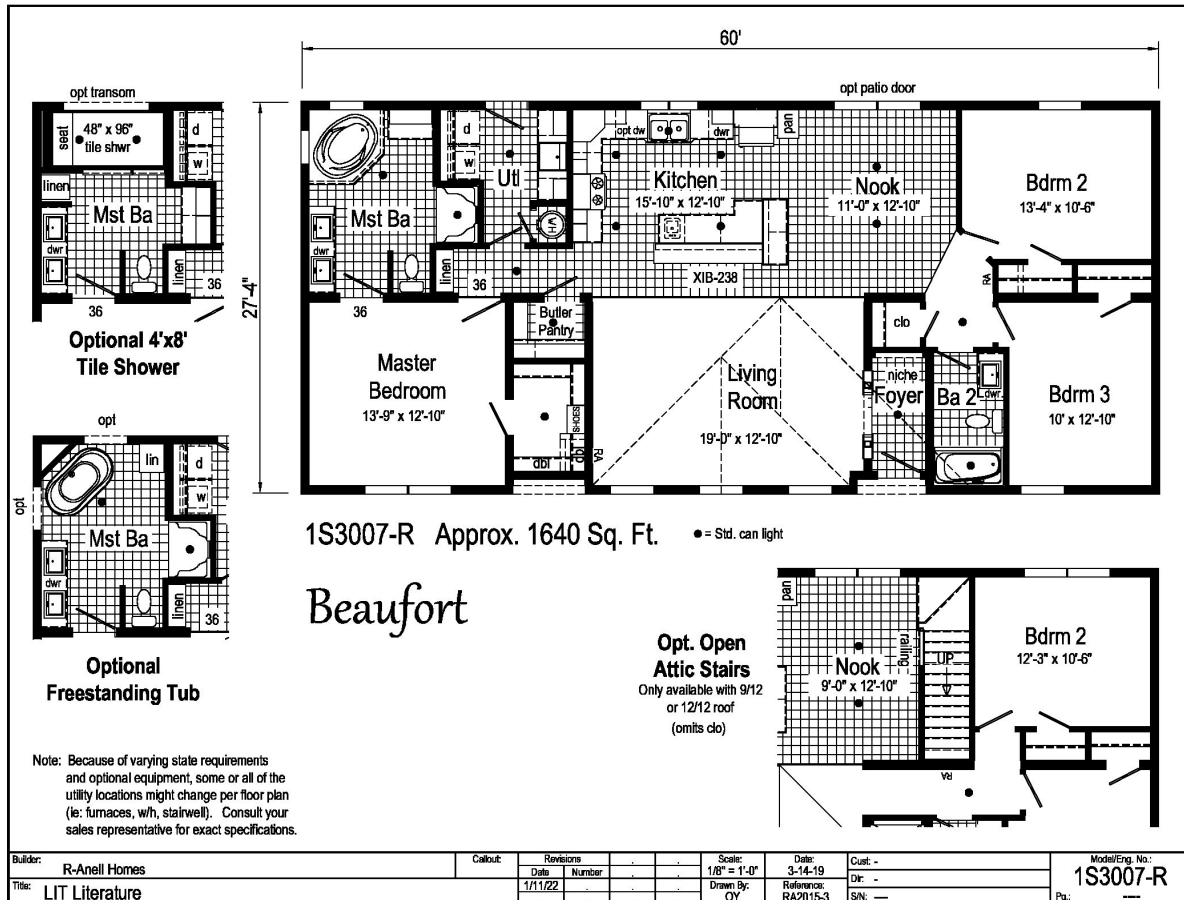 60'
opt transom
opt patio door
seat
48" x 96"
tile shwr
d
w
linen
Mst Ba
dwr
linen
36
36
Optional 4'x8'
Tile Shower
27'-4"
d
w
Utl
Mst Ba
dwr
WH
linen
36
36
opt dw
dwr
pan
Kitchen
15'-10" x 12'-10"
Nook
11'-0" x 12'-10"
XIB-238
Bdrm 2
13'-4" x 10'-6"
RA
Butler
Pantry
clo
Master
Bedroom
13'-9" x 12'-10"
SHOES
dbl
dbl
RA
Living
Room
19'-0" x 12'-10"
niche
Foyer
Ba 2
dwr
Bdrm 3
10' x 12'-10"
opt
opt
lin
d
w
Mst Ba
dwr
linen
36
Optional
Freestanding Tub
1S3007-R Approx. 1640 Sq. Ft.
= Std. can light
Beaufort
Opt. Open
Attic Stairs
Only available with 9/12
or 12/12 roof
(omits clo)
pan
railing
UP
Nook
9'-0" x 12'-10"
Bdrm 2
12'-3" x 10'-6"
RA
Note: Because of varying state requirements
and optional equipment, some or all of the
utility locations might change per floor plan
(ie: furnaces, w/h, stairwell). Consult your
sales representative for exact specifications.
Builder:
R-Anell Homes
Title:
LIT Literature
Callout:
Revisions
Date Number
1/11/22
Scale:
1/8" = 1'-0"
Drawn By:
OY
Date:
3-14-19
Reference:
RA2015-3
Cust: -
Dir: -
S/N: ---
Model/Eng. No.:
1S3007-R
Pg.: ----